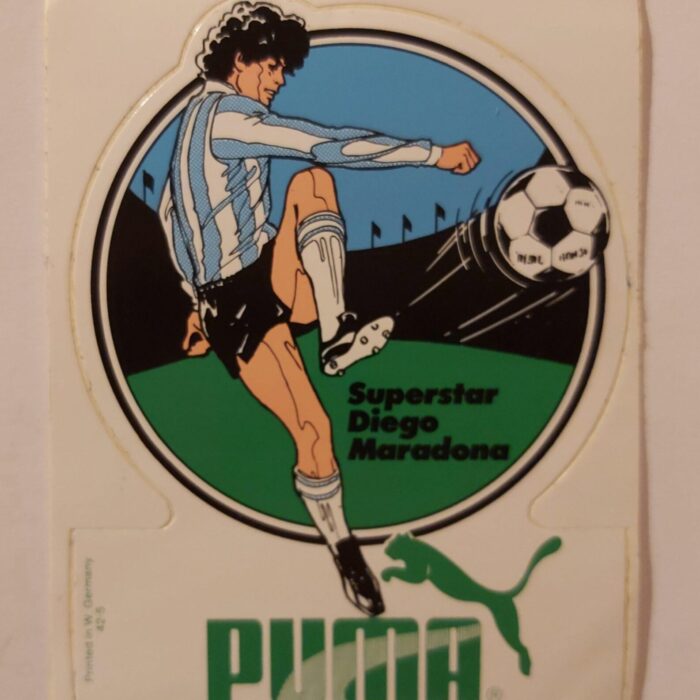 Superstar
Diego
Maradona
Printed in W. Germany
42-5
PUMA
®